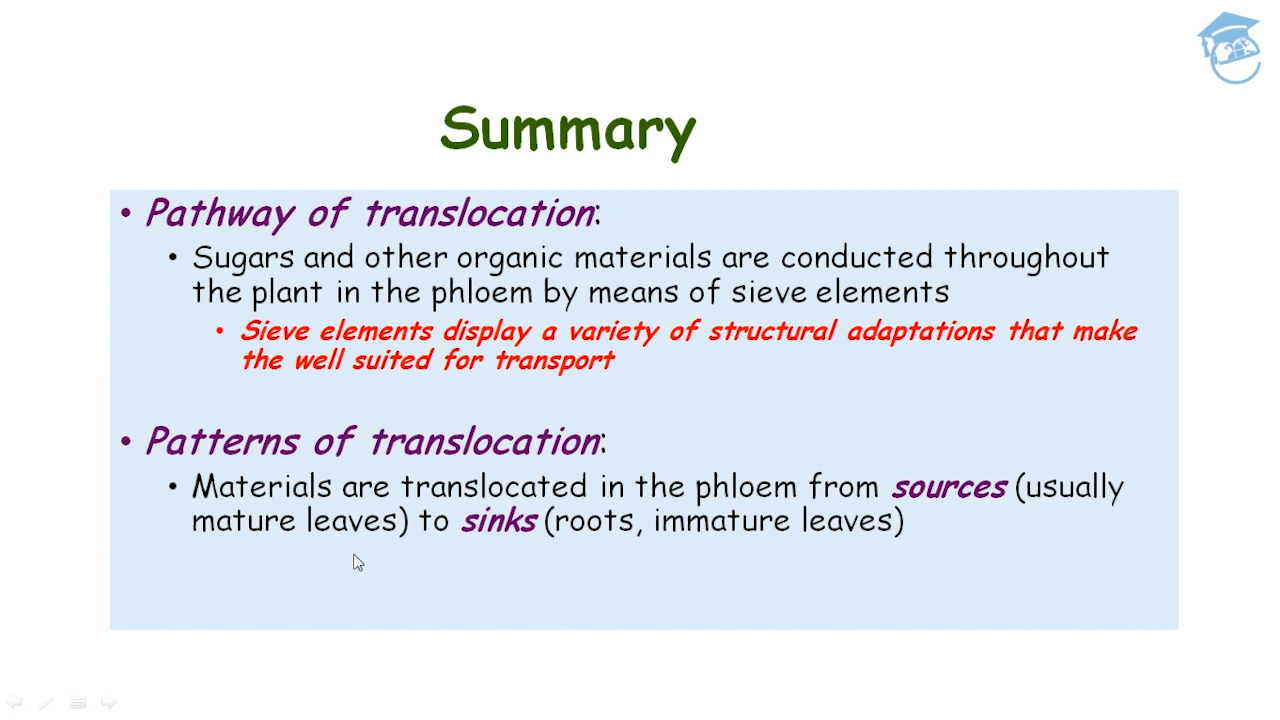 Summary
• Pathway of translocation:
• Sugars and other organic materials are conducted throughout
the plant in the phloem by means of sieve elements
• Sieve elements display a variety of structural adaptations that make
the well suited for transport
• Patterns of translocation:
• Materials are translocated in the phloem from sources (usually
mature leaves) to sinks (roots, immature leaves)